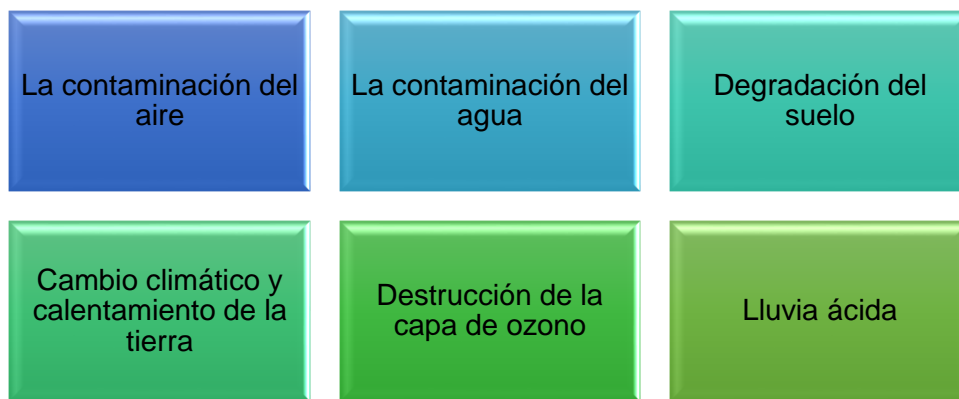 La contaminación del
aire
La contaminación del
agua
Degradación del
suelo
Cambio climático y
calentamiento de la
tierra
Destrucción de la
capa de ozono
Lluvia ácida